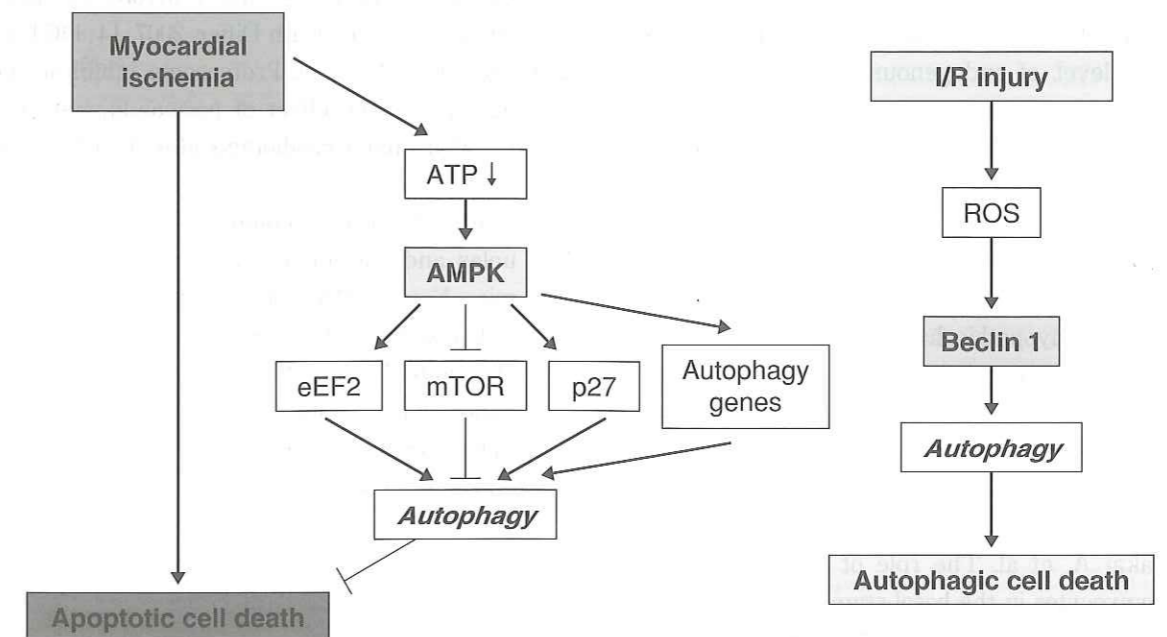 Myocardial
ischemia
ATP ↓
AMPK
eEF2
mTOR
p27
Autophagy
genes
Autophagy
Apoptotic cell death
I/R injury
ROS
Beclin 1
Autophagy
Autophagic cell death